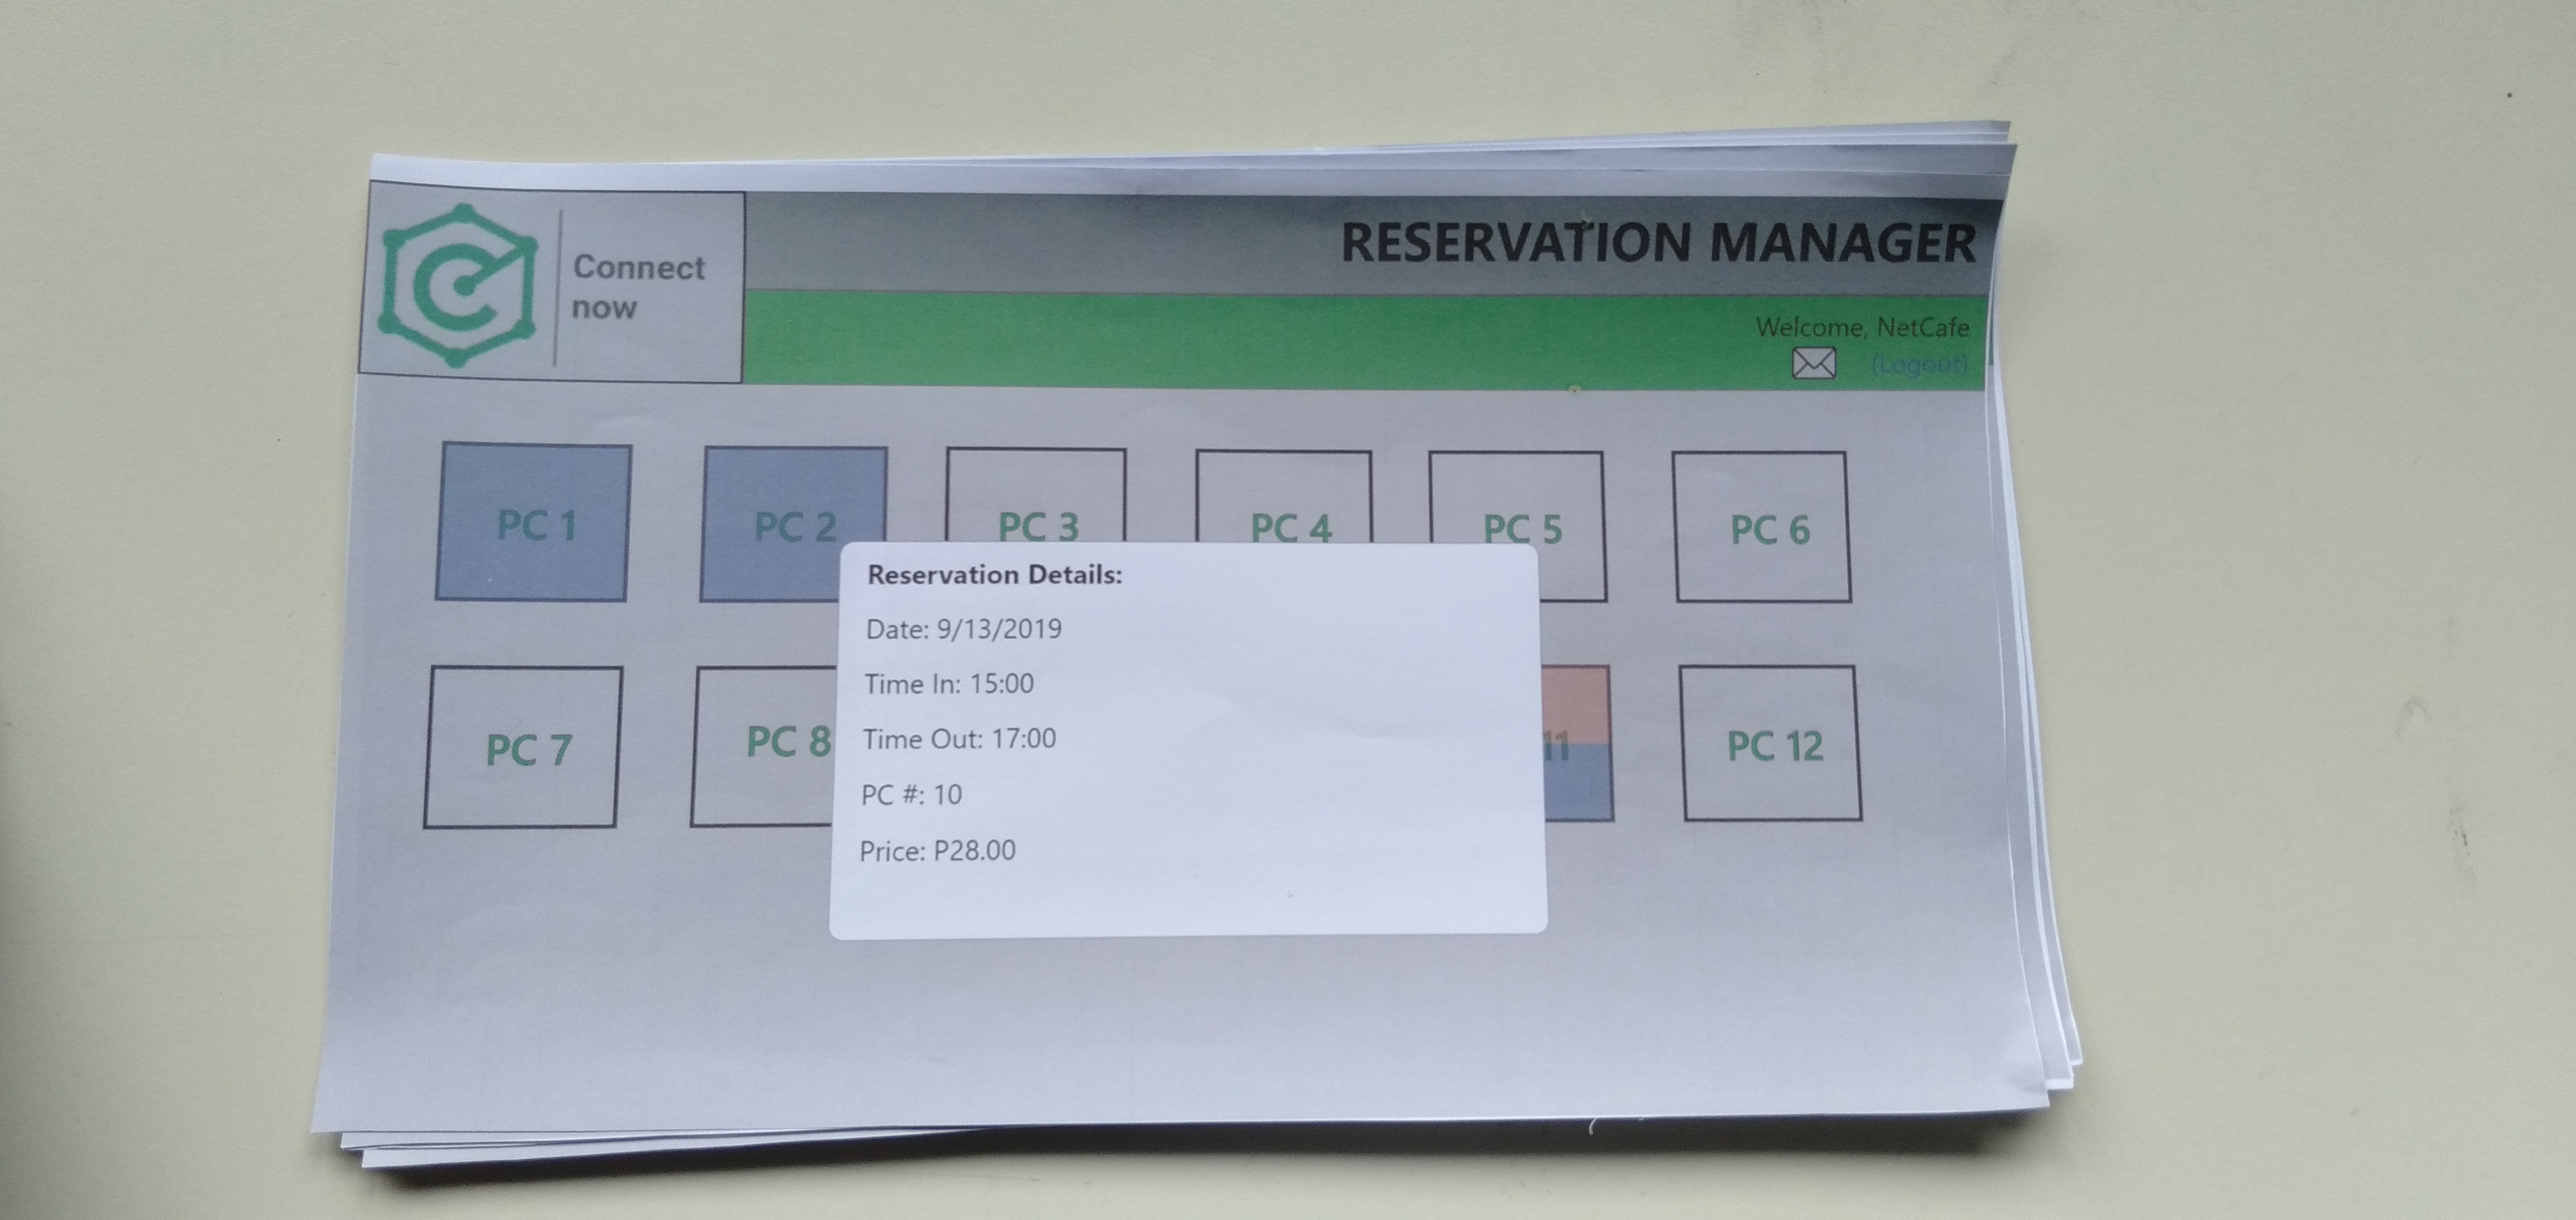 Connect
now
RESERVATION MANAGER
Welcome, NetCafe
(Logout)
PC 1
PC 2
PC 3
PC 4
PC 5
PC 6
Reservation Details:
Date: 9/13/2019
Time In: 15:00
Time Out: 17:00
PC #: 10
Price: P28.00
PC 7
PC 8
11
PC 12